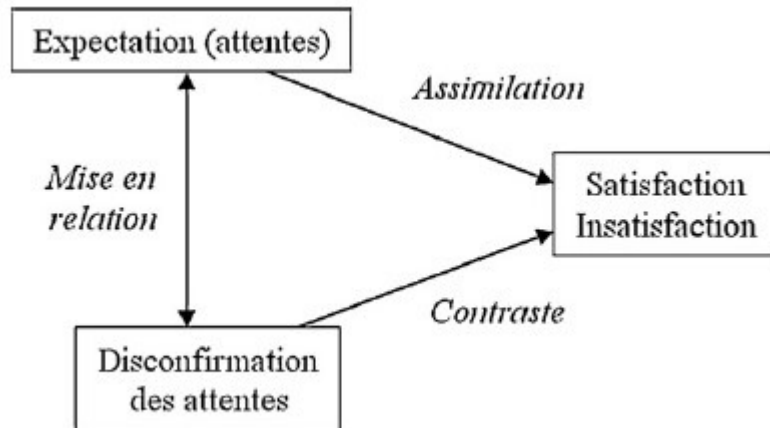 Expectation (attentes)
Assimilation
Mise en
relation
Satisfaction
Insatisfaction
Contraste
Disconfirmation
des attentes